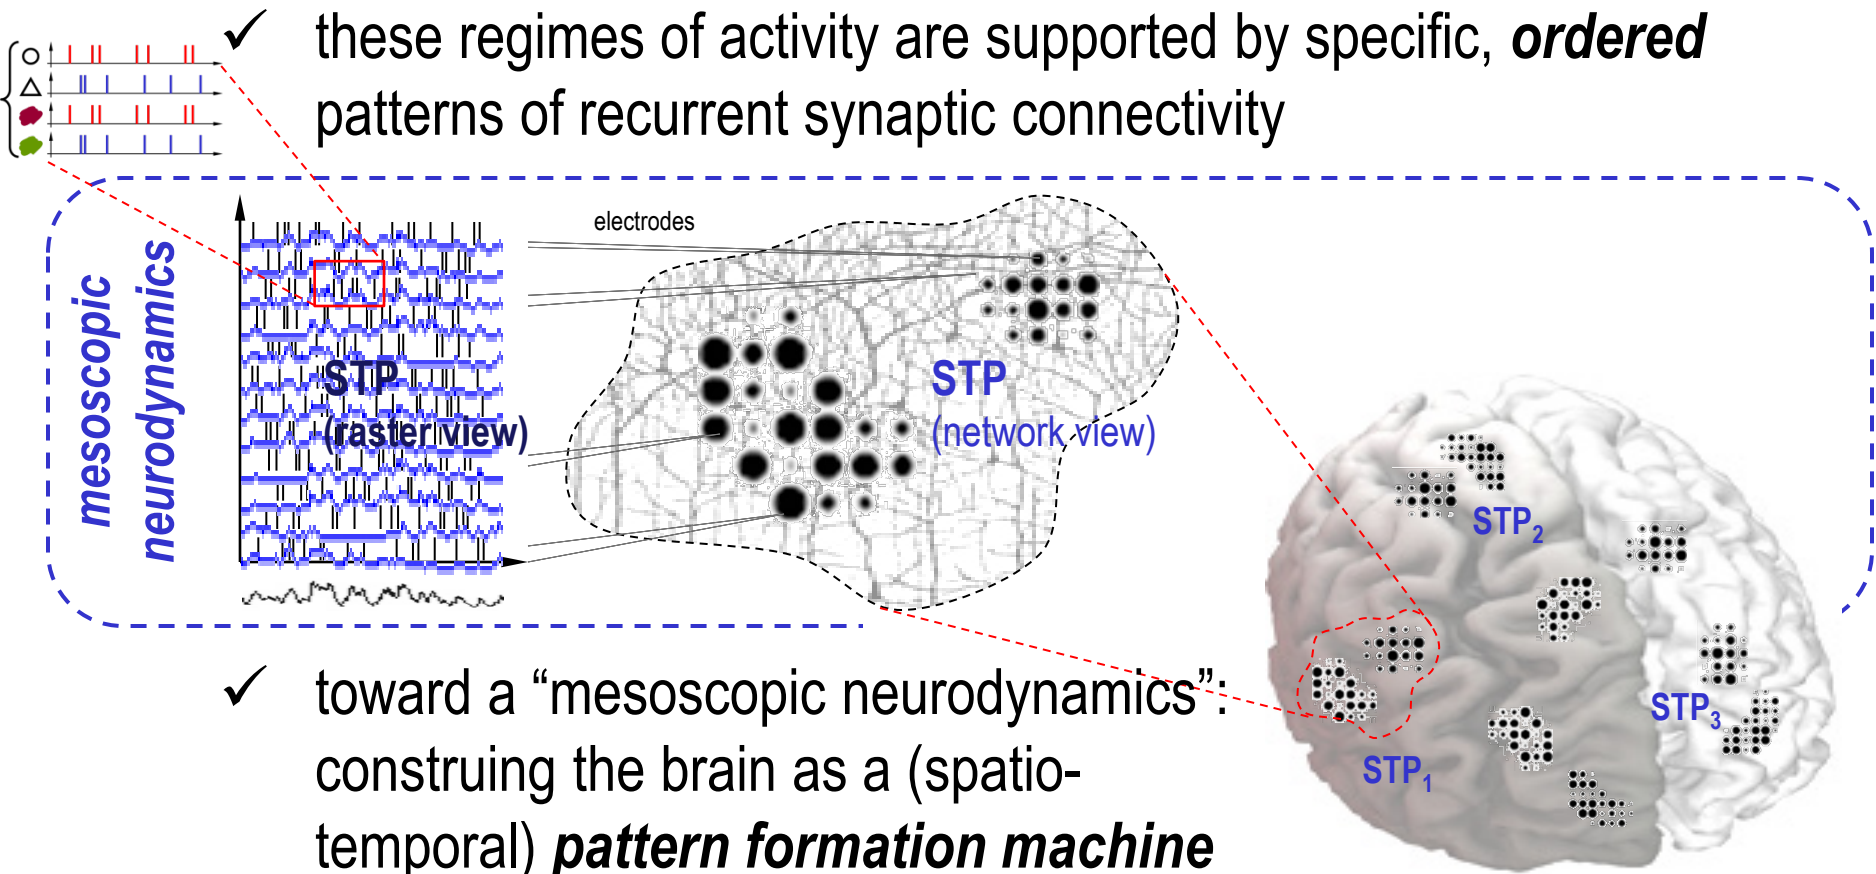 ✓ these regimes of activity are supported by specific, ordered
patterns of recurrent synaptic connectivity
mesoscopic
neurodynamics
electrodes
STP
(raster view)
STP
(network view)
STP2
STP3
STP1
✓ toward a “mesoscopic neurodynamics”:
construing the brain as a (spatio-
temporal) pattern formation machine